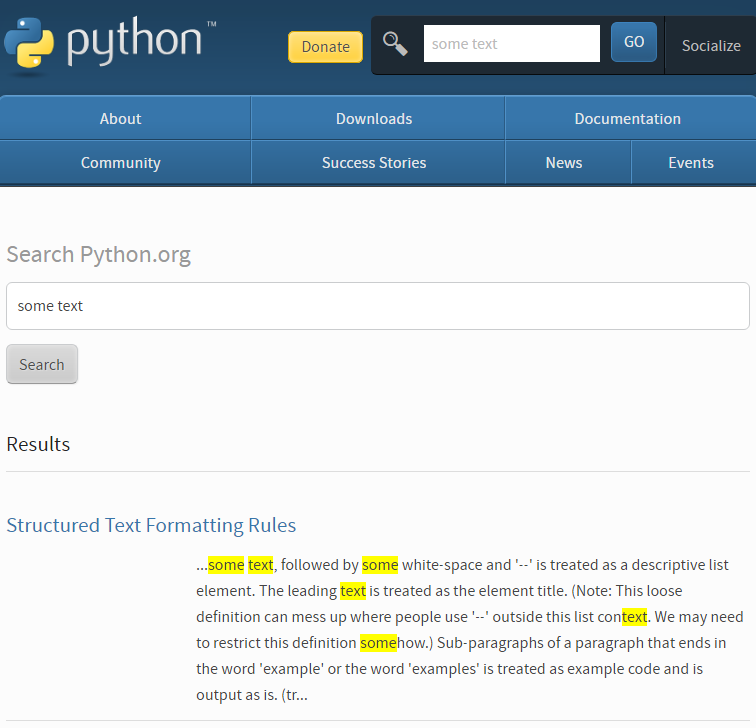 python™
Donate
some text
GO
Socialize
About
Downloads
Documentation
Community
Success Stories
News
Events
Search Python.org
some text
Search
Results
Structured Text Formatting Rules
...some text, followed by some white-space and '--' is treated as a descriptive list
element. The leading text is treated as the element title. (Note: This loose
definition can mess up where people use '--' outside this list context. We may need
to restrict this definition somehow.) Sub-paragraphs of a paragraph that ends in
the word 'example' or the word 'examples' is treated as example code and is
output as is. (tr...